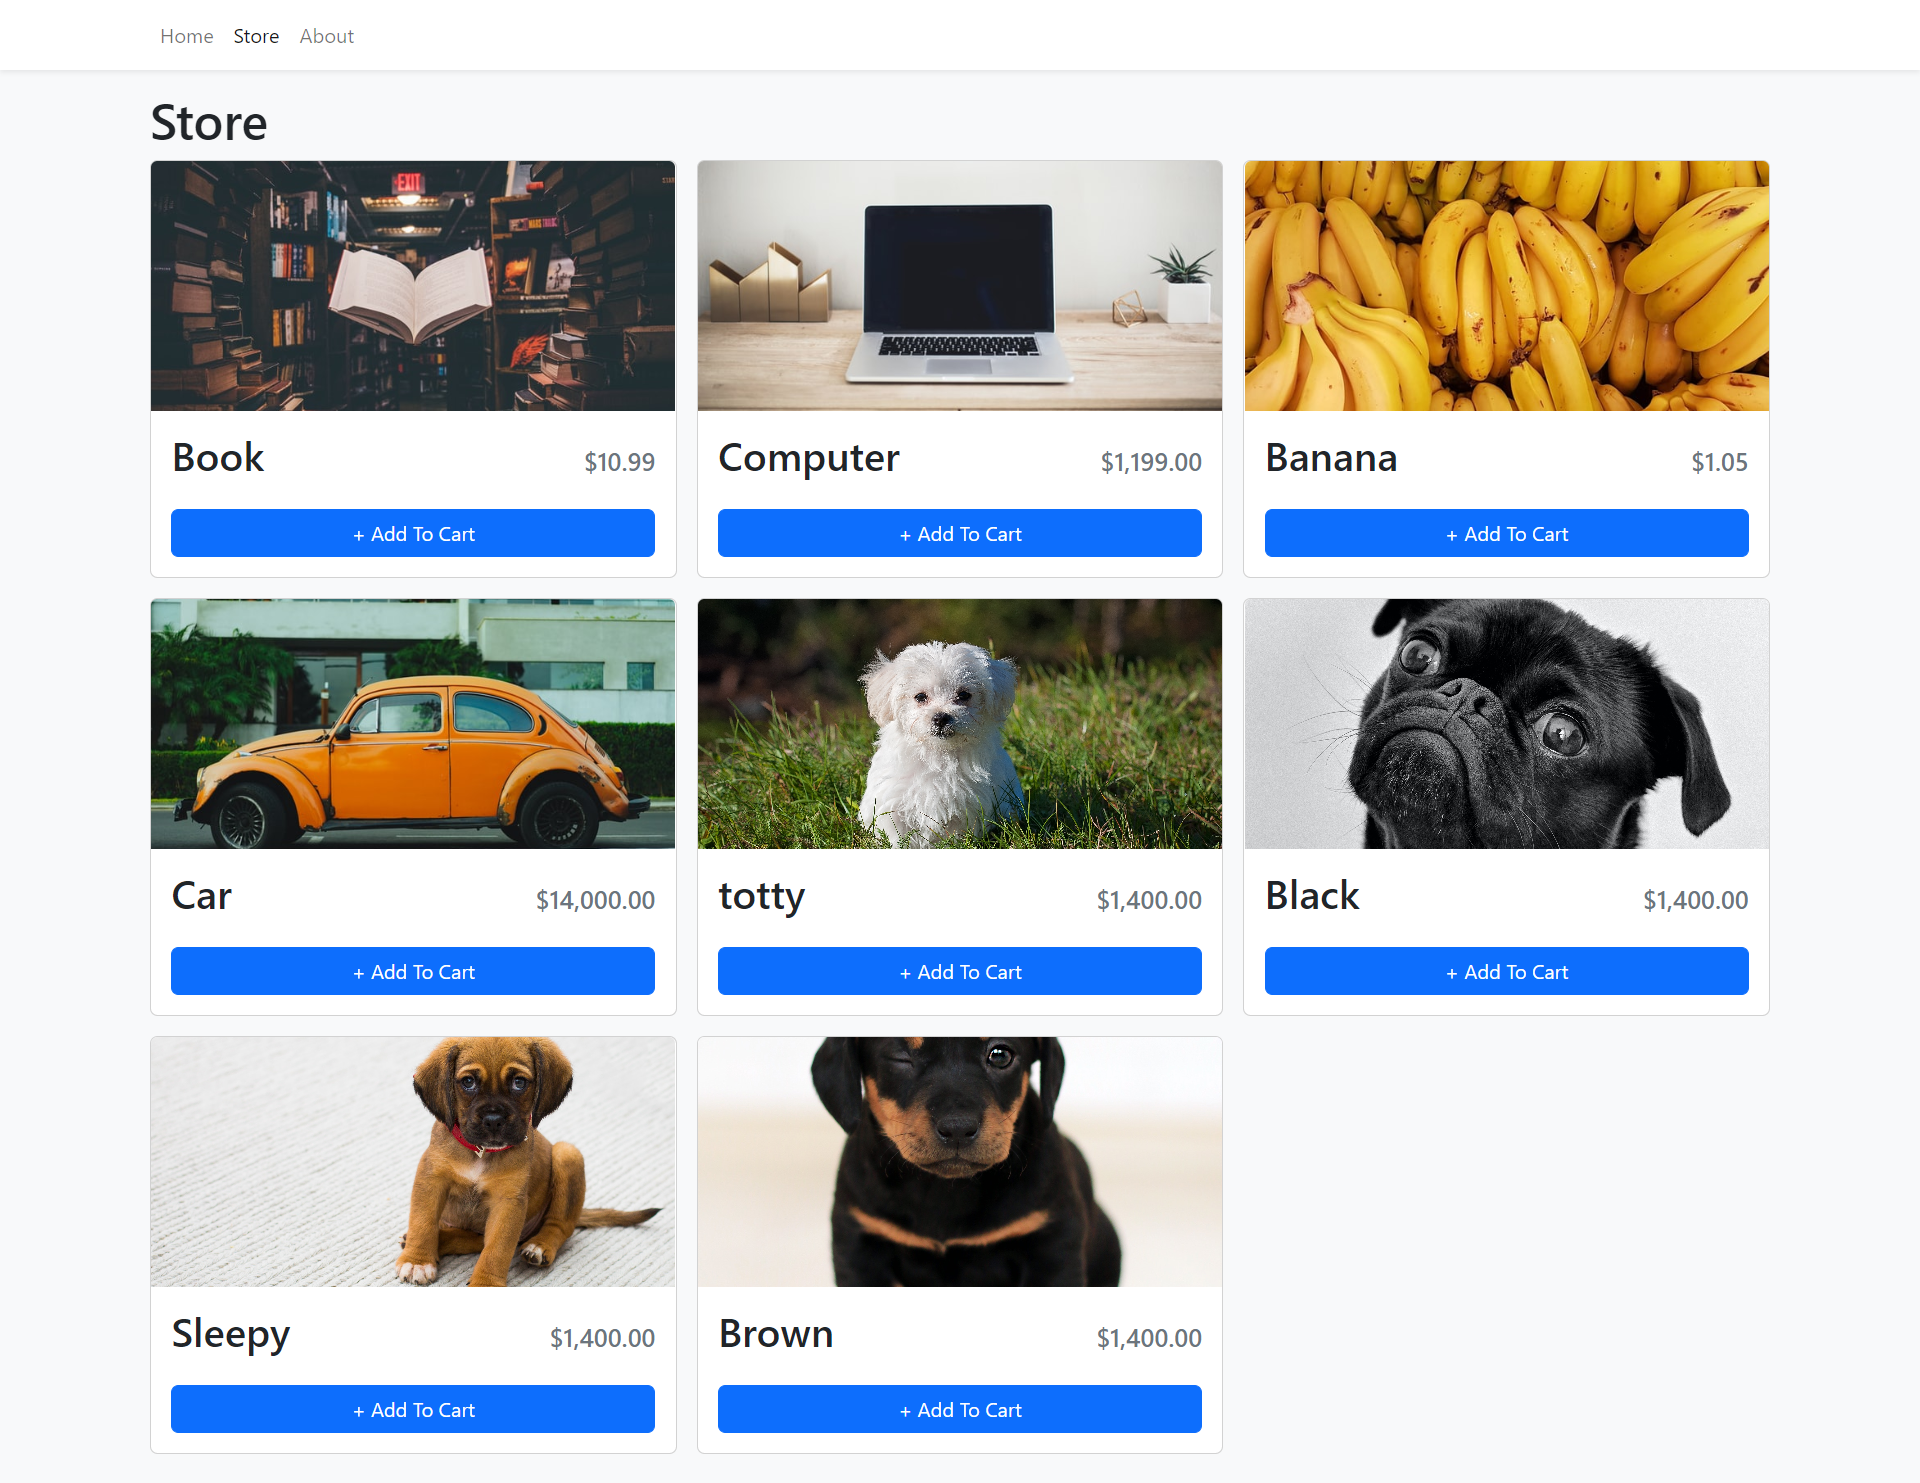 Home Store About
Store
EXIT
Book $10.99
+ Add To Cart
Computer $1,199.00
+ Add To Cart
Banana $1.05
+ Add To Cart
Car $14,000.00
+ Add To Cart
totty $1,400.00
+ Add To Cart
Black $1,400.00
+ Add To Cart
Sleepy $1,400.00
+ Add To Cart
Brown $1,400.00
+ Add To Cart